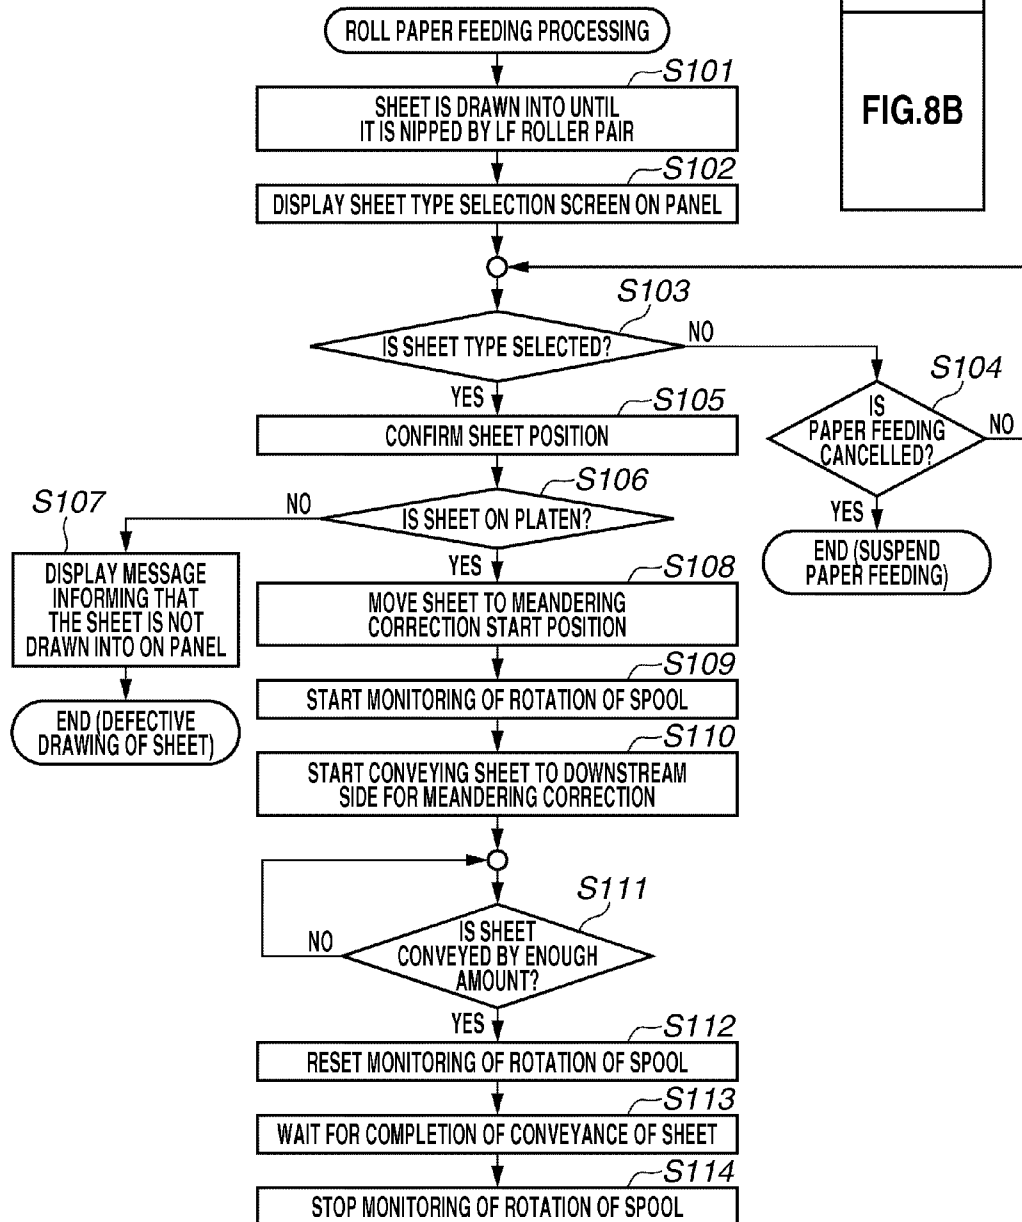 ROLL PAPER FEEDING PROCESSING
FIG.8B
S101
SHEET IS DRAWN INTO UNTIL
IT IS NIPPED BY LF ROLLER PAIR
S102
DISPLAY SHEET TYPE SELECTION SCREEN ON PANEL
S103
IS SHEET TYPE SELECTED?
NO
YES
S104
IS
PAPER FEEDING
CANCELLED?
NO
YES
END (SUSPEND
PAPER FEEDING)
S105
CONFIRM SHEET POSITION
S106
IS SHEET ON PLATEN?
NO
YES
S107
DISPLAY MESSAGE
INFORMING THAT
THE SHEET IS NOT
DRAWN INTO ON PANEL
END (DEFECTIVE
DRAWING OF SHEET)
S108
MOVE SHEET TO MEANDERING
CORRECTION START POSITION
S109
START MONITORING OF ROTATION OF SPOOL
S110
START CONVEYING SHEET TO DOWNSTREAM
SIDE FOR MEANDERING CORRECTION
S111
IS SHEET
CONVEYED BY ENOUGH
AMOUNT?
NO
YES
S112
RESET MONITORING OF ROTATION OF SPOOL
S113
WAIT FOR COMPLETION OF CONVEYANCE OF SHEET
S114
STOP MONITORING OF ROTATION OF SPOOL